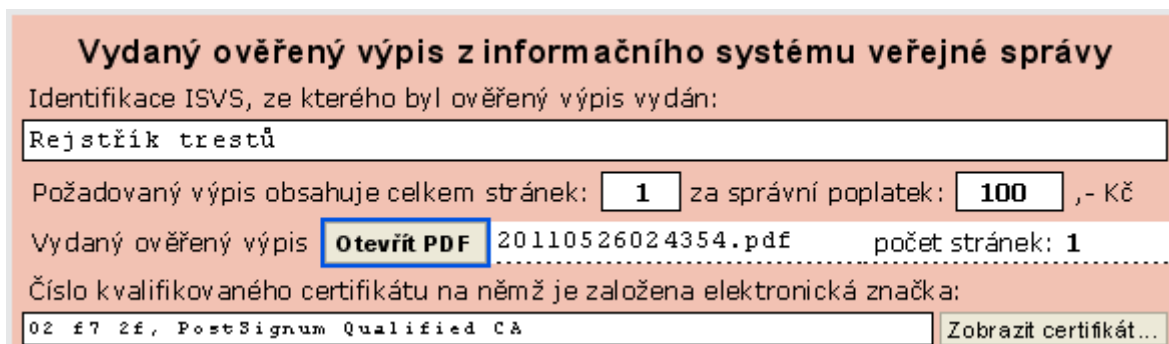 Vydaný ověřený výpis z informačního systému veřejné správy
Identifikace ISVS, ze kterého byl ověřený výpis vydán:
Rejstřík trestů
Požadovaný výpis obsahuje celkem stránek: 1 za správní poplatek: 100 ,- Kč
Vydaný ověřený výpis Otevřít PDF 20110526024354.pdf počet stránek: 1
Číslo kvalifikovaného certifikátu na němž je založena elektronická značka:
02 f7 2f, PostSignum Qualified CA Zobrazit certifikát...